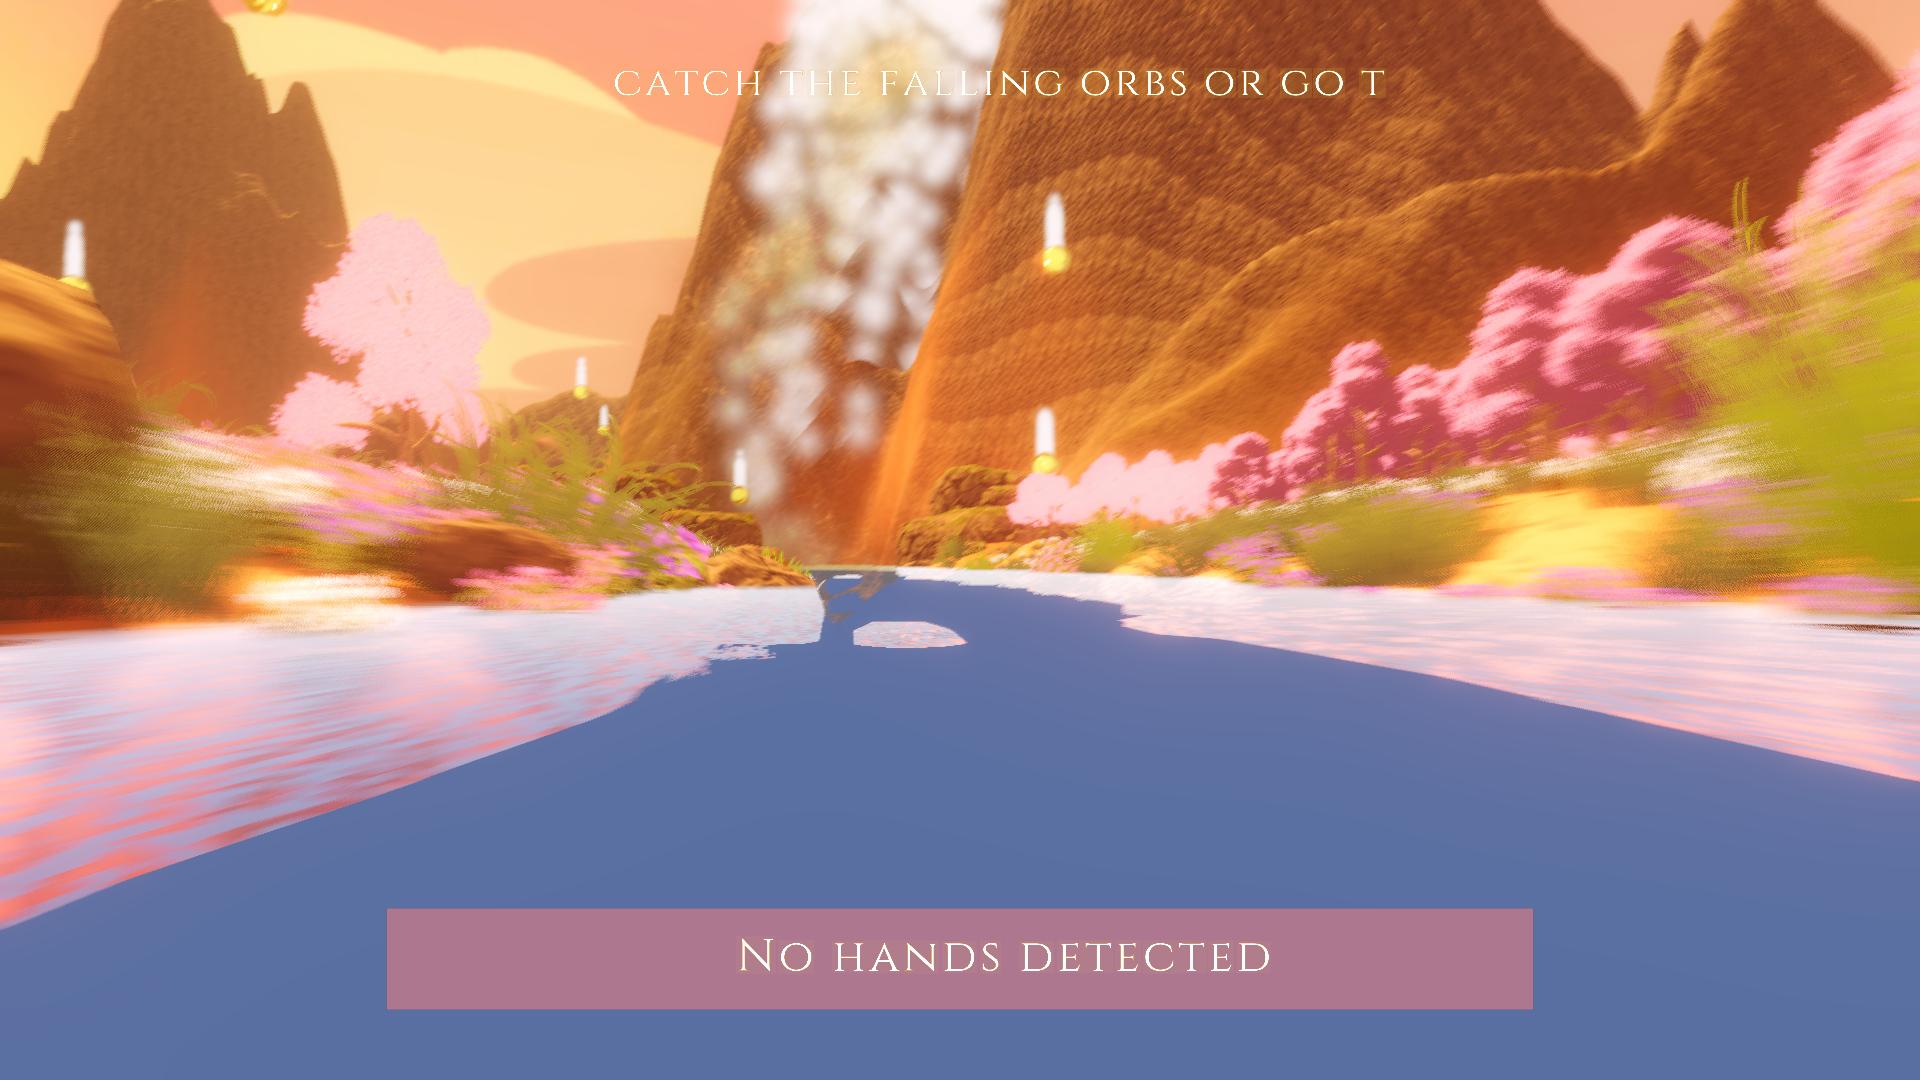 CATCH THE FALLING ORBS OR GO T
NO HANDS DETECTED